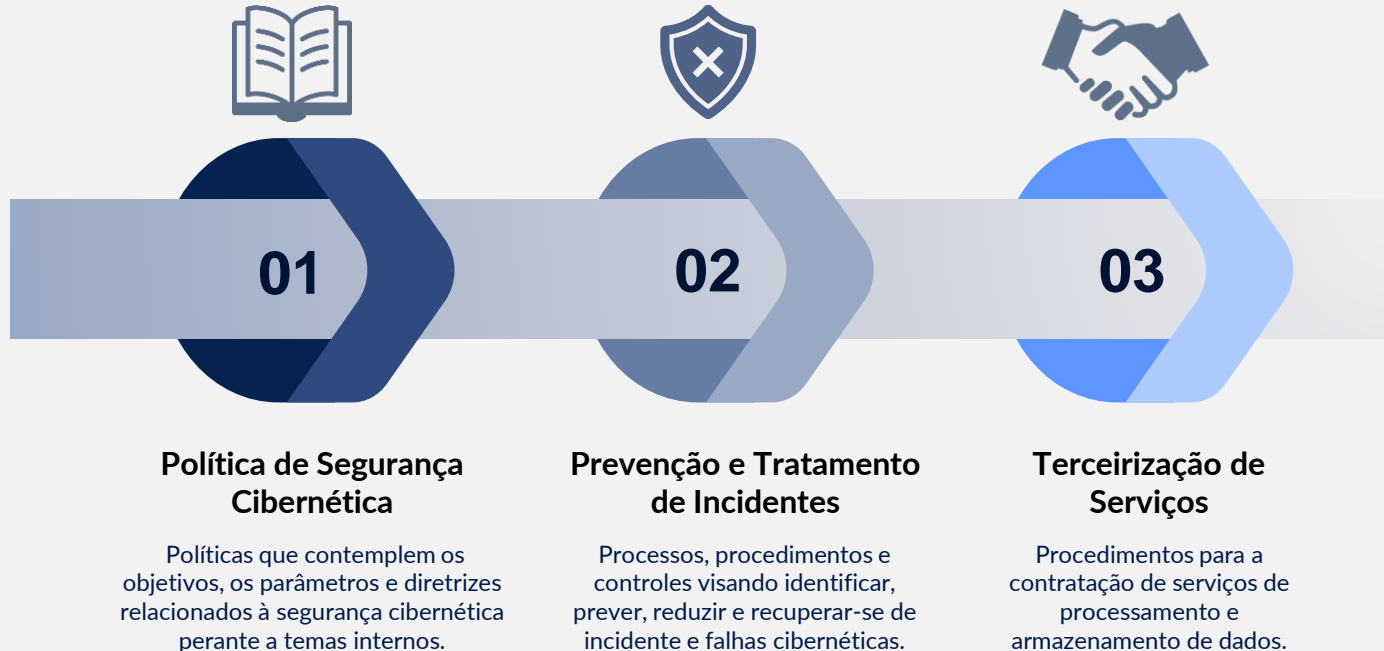 01
02
03
Política de Segurança
Cibernética
Políticas que contemplem os
objetivos, os parâmetros e diretrizes
relacionados à segurança cibernética
perante a temas internos.
Prevenção e Tratamento
de Incidentes
Processos, procedimentos e
controles visando identificar,
prever, reduzir e recuperar-se de
incidente e falhas cibernéticas.
Terceirização de
Serviços
Procedimentos para a
contratação de serviços de
processamento e
armazenamento de dados.